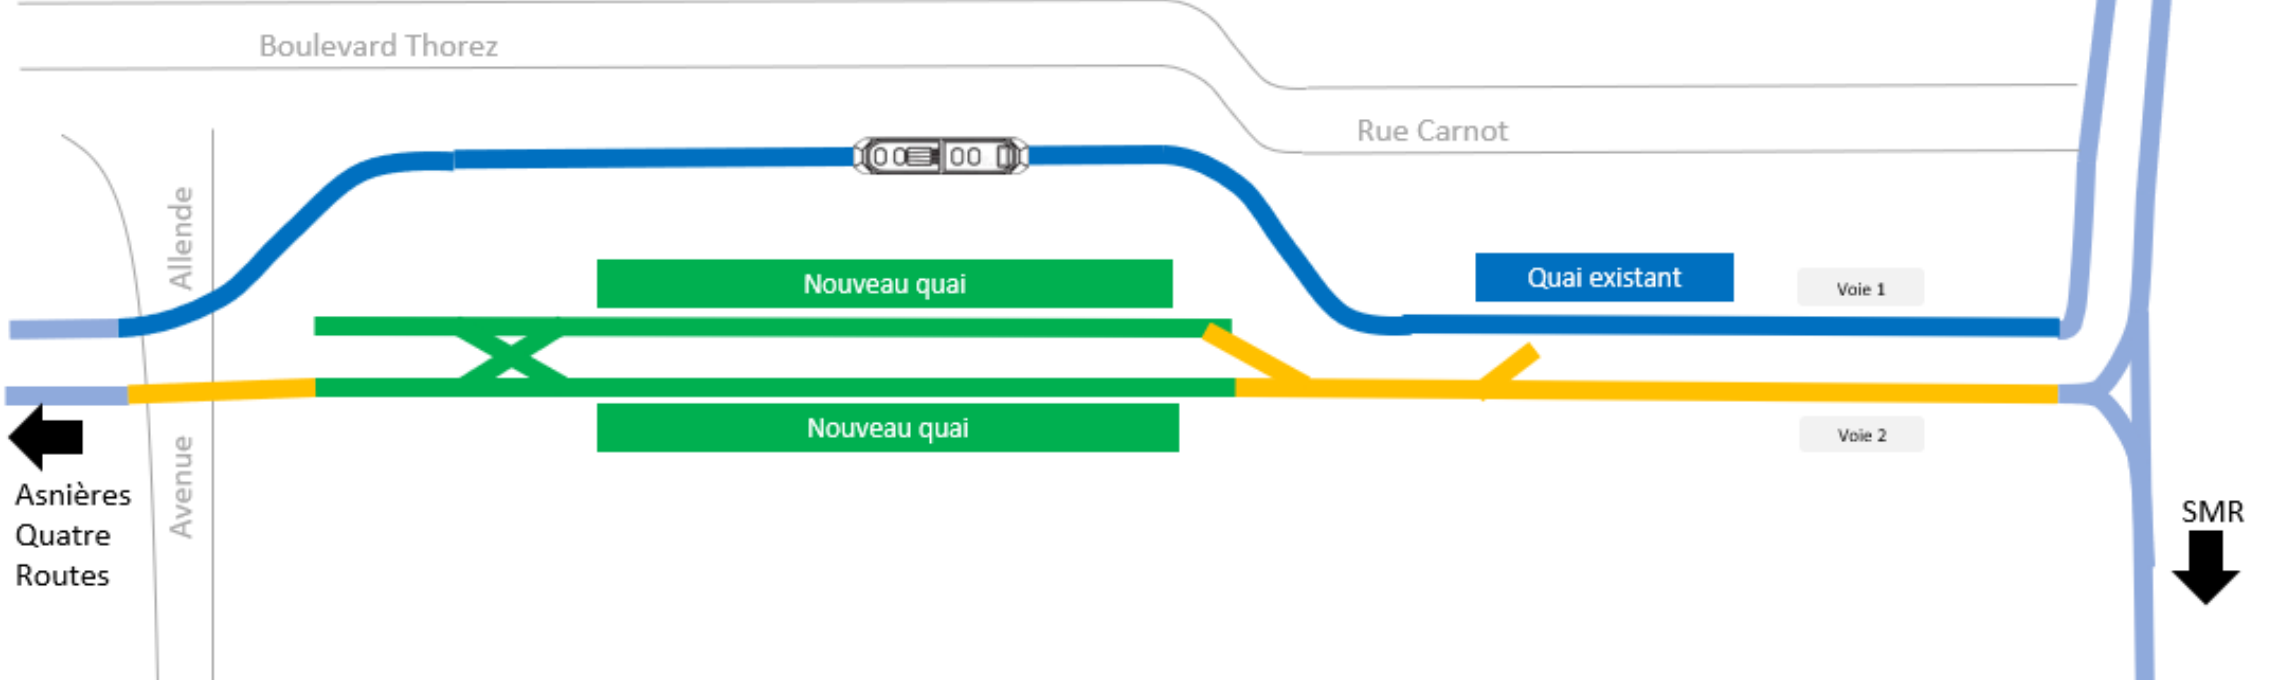 Boulevard Thorez
Rue Carnot
Avenue Allende
Nouveau quai
Quai existant
Voie 1
Nouveau quai
Voie 2
Asnières
Quatre
Routes
SMR